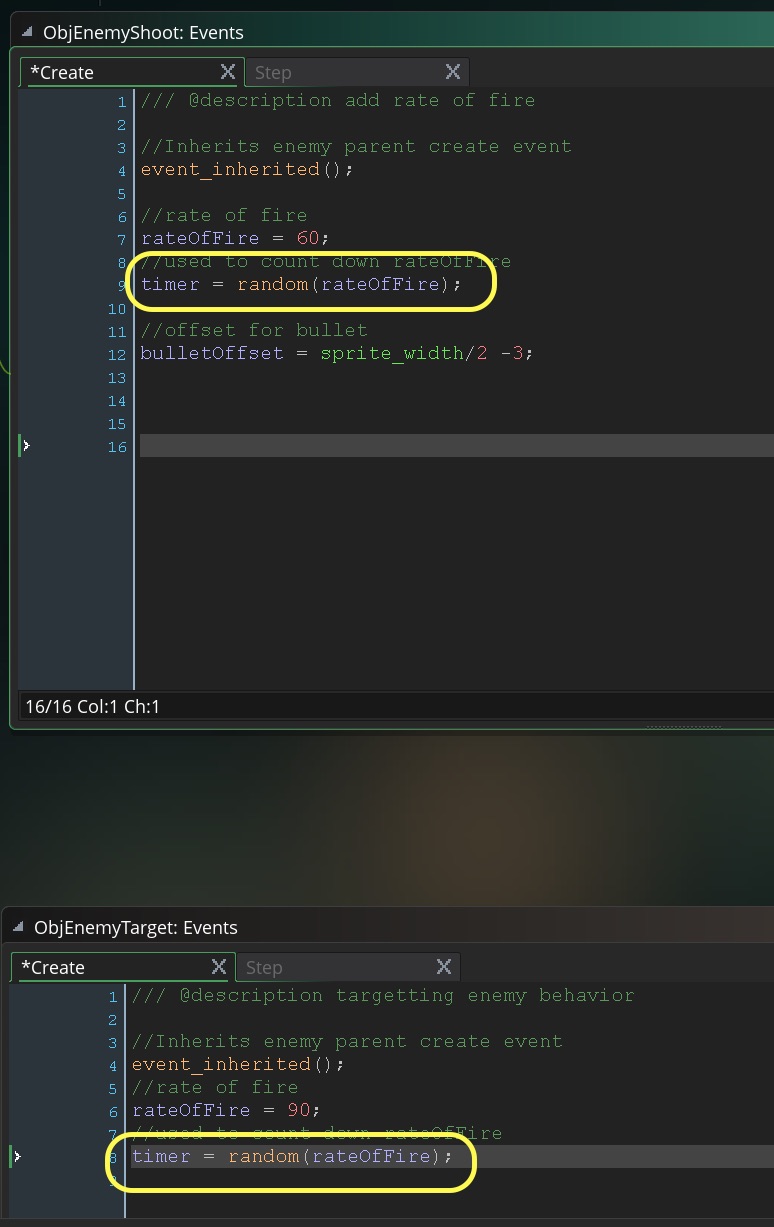 ObjEnemyShoot: Events
*Create X Step X
1 /// @description add rate of fire
2
3 //Inherits enemy parent create event
4 event_inherited();
5
6 //rate of fire
7 rateOfFire = 60;
8 //used to count down rateOfFire
9 timer = random(rateOfFire);
10
11 //offset for bullet
12 bulletOffset = sprite_width/2 -3;
13
14
15
16
16/16 Col:1 Ch:1
ObjEnemyTarget: Events
*Create X Step X
1 /// @description targetting enemy behavior
2
3 //Inherits enemy parent create event
4 event_inherited();
5 //rate of fire
6 rateOfFire = 90;
7 //used to count down rateOfFire
8 timer = random(rateOfFire);
9